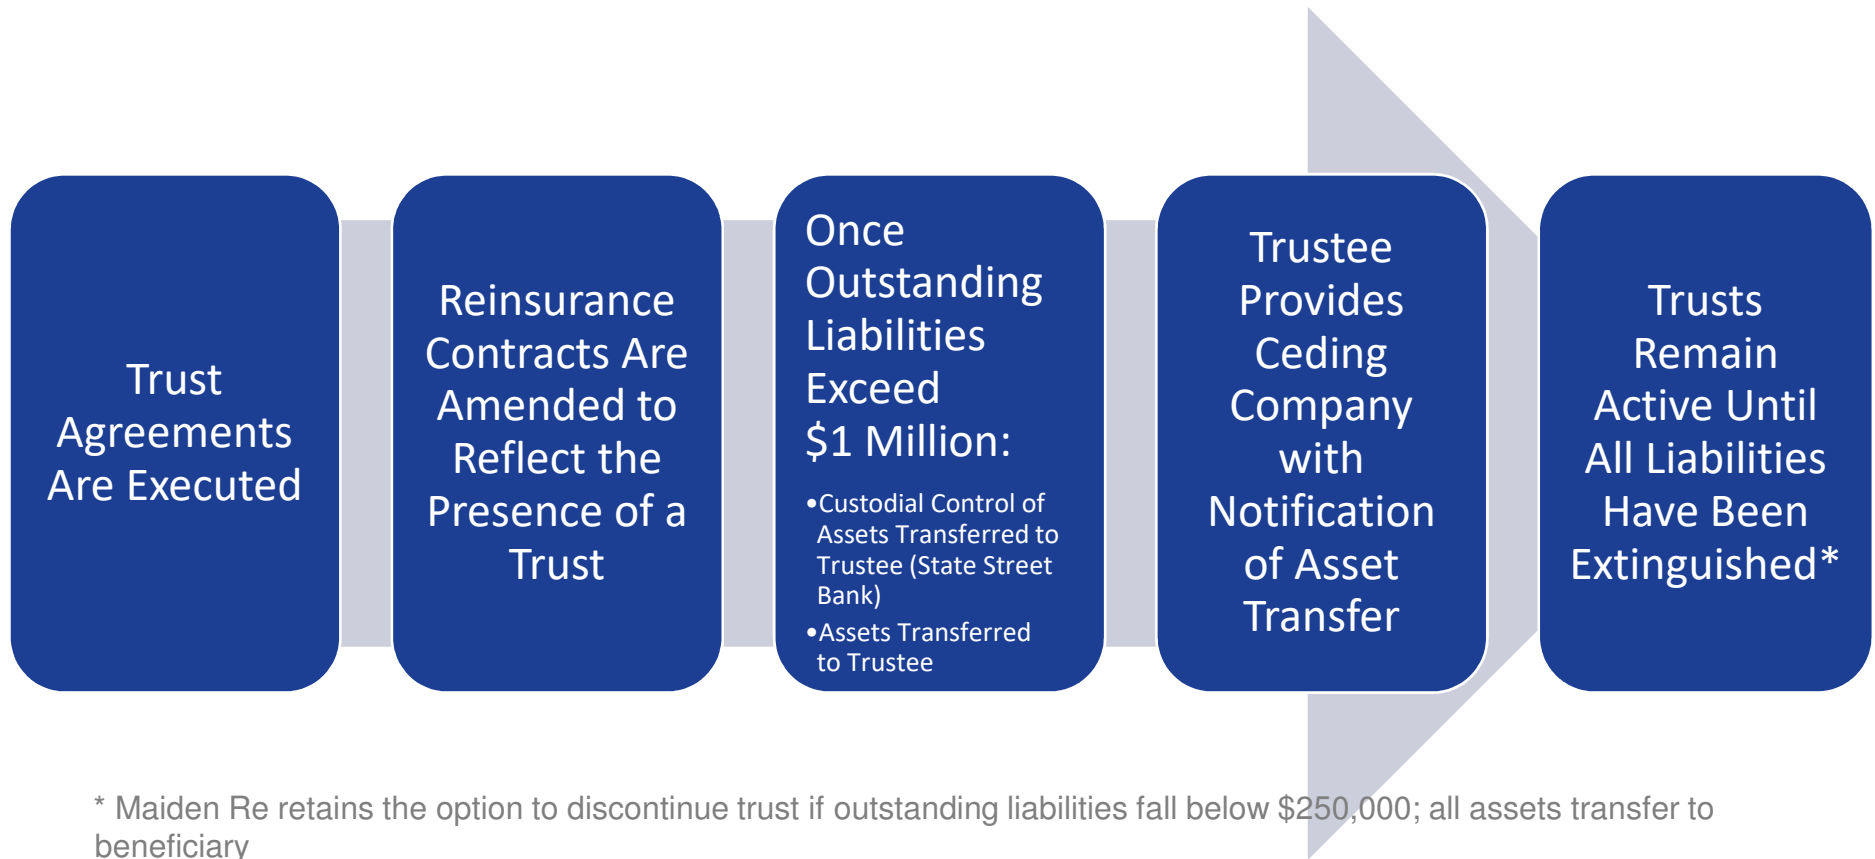 Trust
Agreements
Are Executed
Reinsurance
Contracts Are
Amended to
Reflect the
Presence of a
Trust
Once
Outstanding
Liabilities
Exceed
$1 Million:
•Custodial Control of
Assets Transferred to
Trustee (State Street
Bank)
•Assets Transferred
to Trustee
Trustee
Provides
Ceding
Company
with
Notification
of Asset
Transfer
Trusts
Remain
Active Until
All Liabilities
Have Been
Extinguished*
* Maiden Re retains the option to discontinue trust if outstanding liabilities fall below $250,000; all assets transfer to
beneficiary